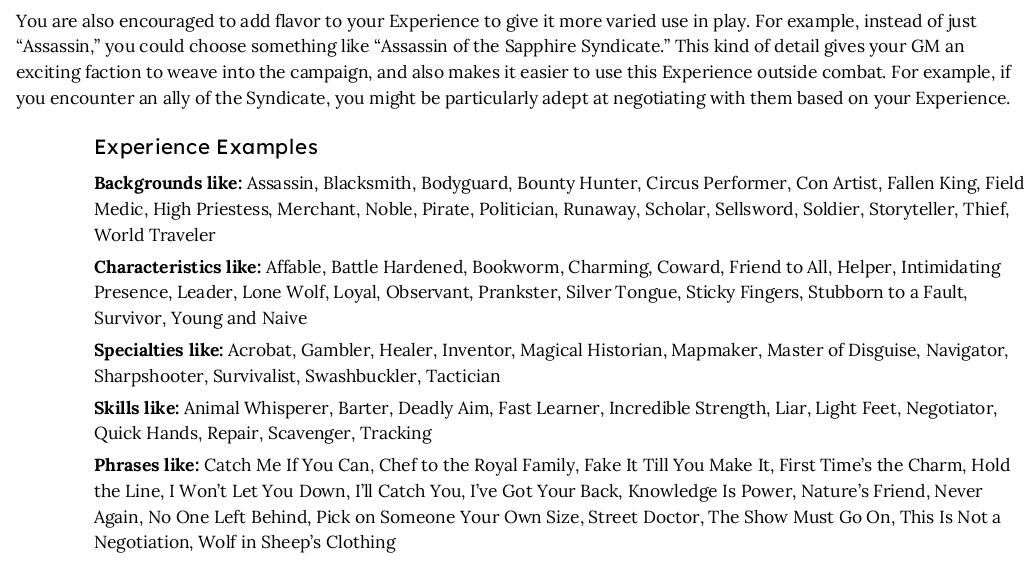 You are also encouraged to add flavor to your Experience to give it more varied use in play. For example, instead of just
“Assassin,” you could choose something like “Assassin of the Sapphire Syndicate.” This kind of detail gives your GM an
exciting faction to weave into the campaign, and also makes it easier to use this Experience outside combat. For example, if
you encounter an ally of the Syndicate, you might be particularly adept at negotiating with them based on your Experience.
Experience Examples
Backgrounds like: Assassin, Blacksmith, Bodyguard, Bounty Hunter, Circus Performer, Con Artist, Fallen King, Field
Medic, High Priestess, Merchant, Noble, Pirate, Politician, Runaway, Scholar, Sellsword, Soldier, Storyteller, Thief,
World Traveler
Characteristics like: Affable, Battle Hardened, Bookworm, Charming, Coward, Friend to All, Helper, Intimidating
Presence, Leader, Lone Wolf, Loyal, Observant, Prankster, Silver Tongue, Sticky Fingers, Stubborn to a Fault,
Survivor, Young and Naive
Specialties like: Acrobat, Gambler, Healer, Inventor, Magical Historian, Mapmaker, Master of Disguise, Navigator,
Sharpshooter, Survivalist, Swashbuckler, Tactician
Skills like: Animal Whisperer, Barter, Deadly Aim, Fast Learner, Incredible Strength, Liar, Light Feet, Negotiator,
Quick Hands, Repair, Scavenger, Tracking
Phrases like: Catch Me If You Can, Chef to the Royal Family, Fake It Till You Make It, First Time’s the Charm, Hold
the Line, I Won’t Let You Down, I’ll Catch You, I’ve Got Your Back, Knowledge Is Power, Nature’s Friend, Never
Again, No One Left Behind, Pick on Someone Your Own Size, Street Doctor, The Show Must Go On, This Is Not a
Negotiation, Wolf in Sheep’s Clothing